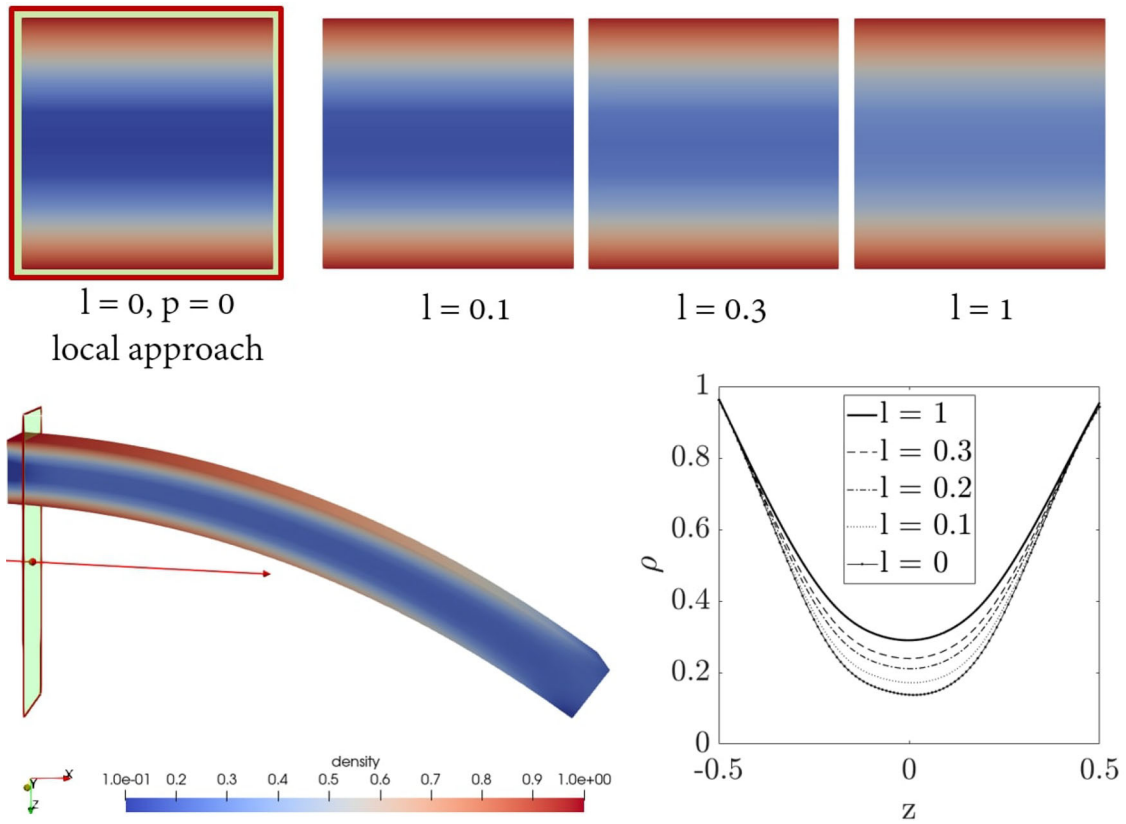 l = 0, p = 0
local approach
l = 0.1
l = 0.3
l = 1
density
1.0e-01 0.2 0.3 0.4 0.5 0.6 0.7 0.8 0.9 1.0e+00
X
Y
Z
1
0.8
0.6
0.4
0.2
0
ρ
l = 1
l = 0.3
l = 0.2
l = 0.1
l = 0
-0.5 0 0.5
z